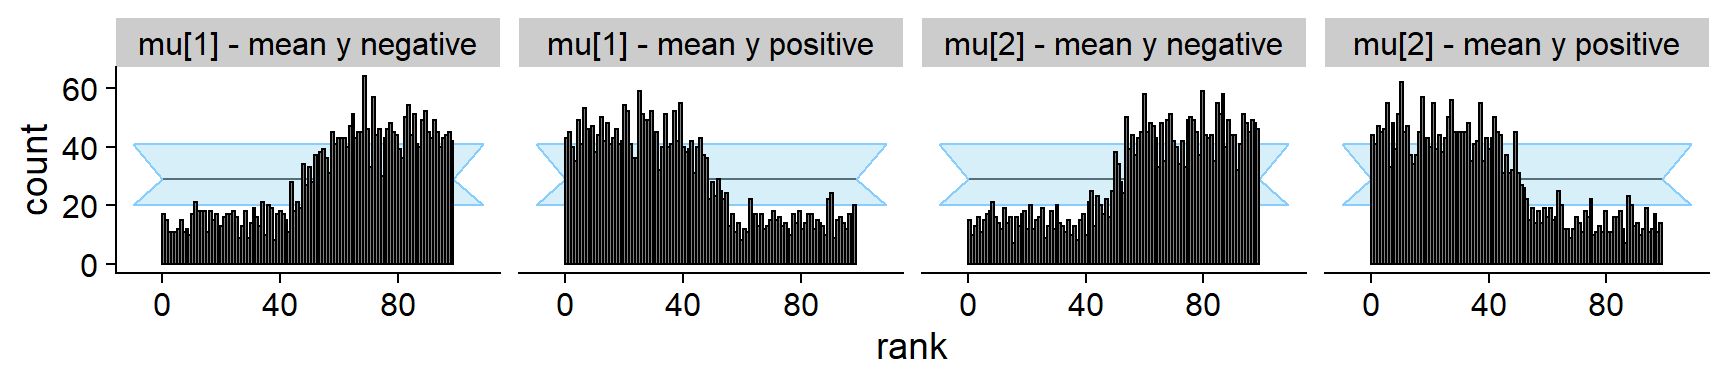 mu[1] - mean y negative
mu[1] - mean y positive
mu[2] - mean y negative
mu[2] - mean y positive
60
40
20
0
count
0 40 80
0 40 80
0 40 80
0 40 80
rank